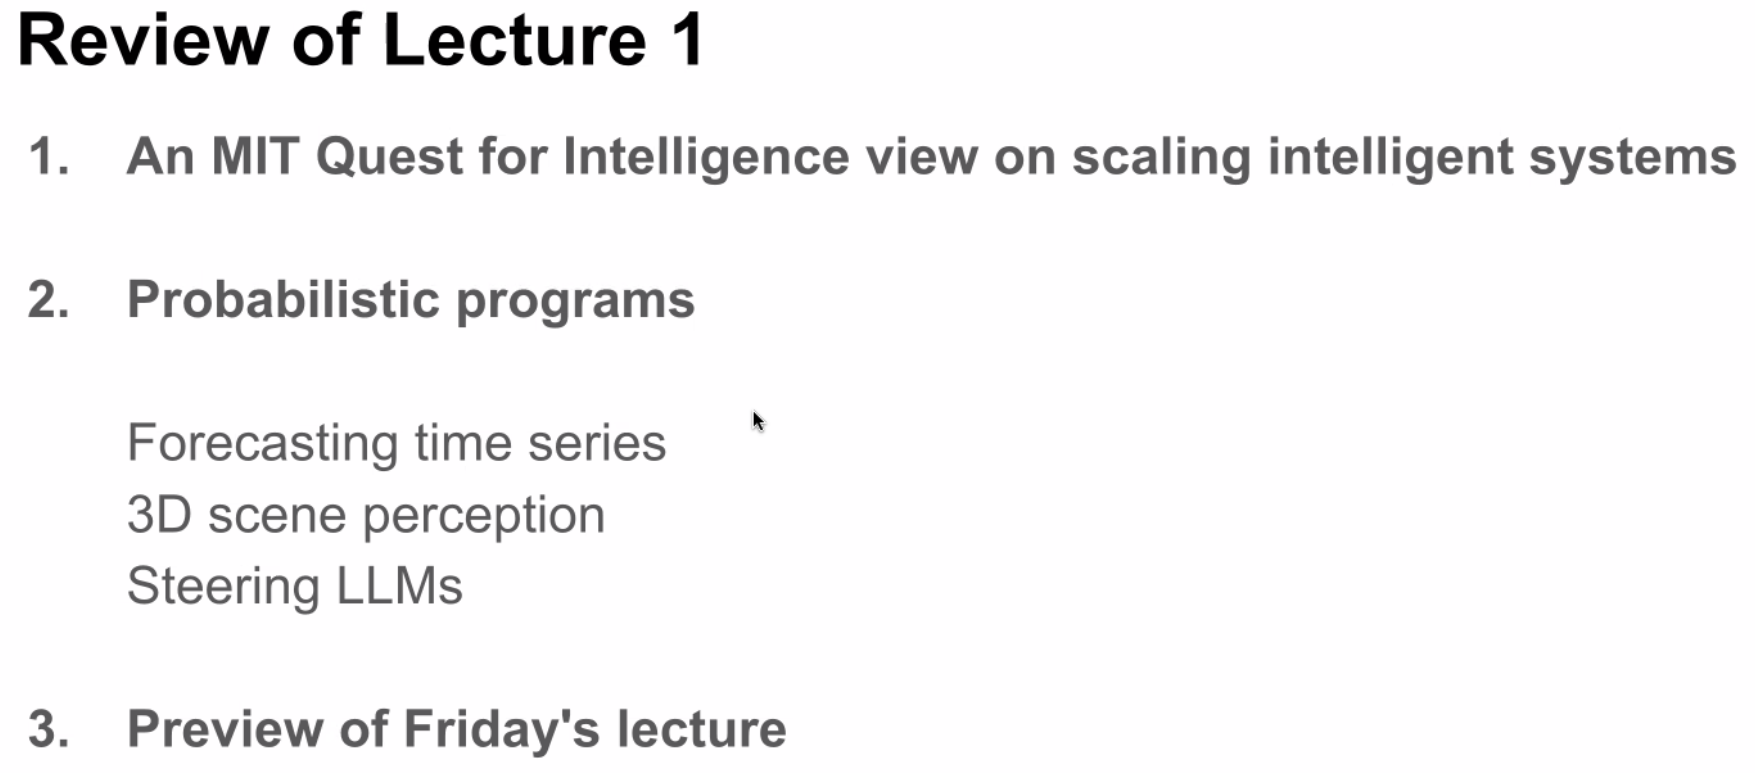 Review of Lecture 1
1. An MIT Quest for Intelligence view on scaling intelligent systems
2. Probabilistic programs
Forecasting time series
3D scene perception
Steering LLMs
3. Preview of Friday's lecture